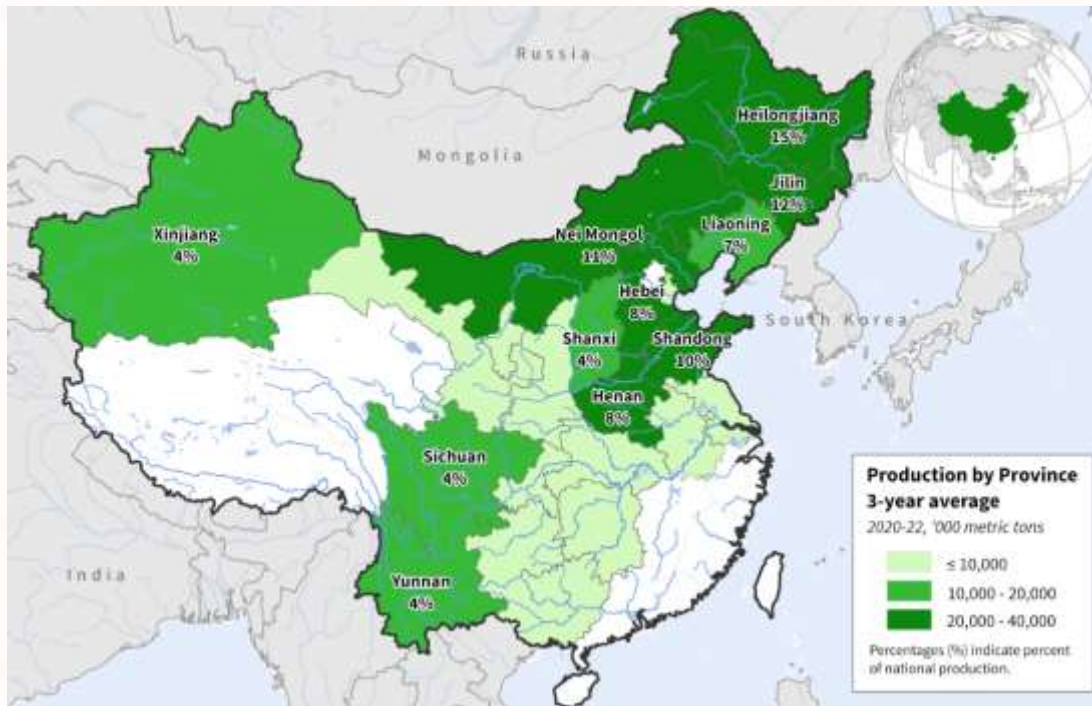 Russia
Mongolia
Heilongjiang
15%
Jilin
12%
Liaoning
7%
Nei Mongol
11%
Xinjiang
4%
Hebei
8%
Shanxi
4%
Shandong
10%
South Korea
Henan
8%
Sichuan
4%
Yunnan
4%
India
Production by Province
3-year average
2020-22, '000 metric tons
≤ 10,000
10,000 - 20,000
20,000 - 40,000
Percentages (%) indicate percent
of national production.